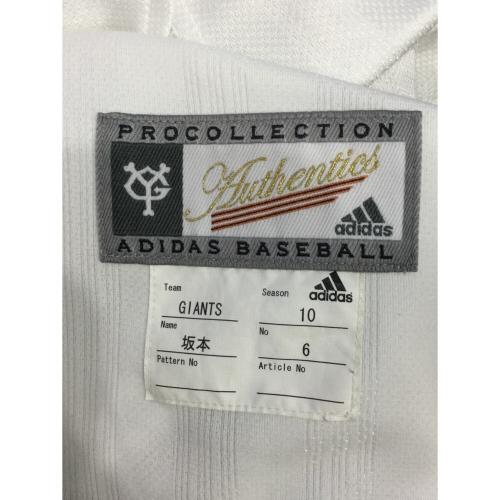 PROCOLLECTION
YG
Authentics
adidas
ADIDAS BASEBALL
adidas
Team Season
GIANTS 10
Name No
坂本 6
Pattern No Article No